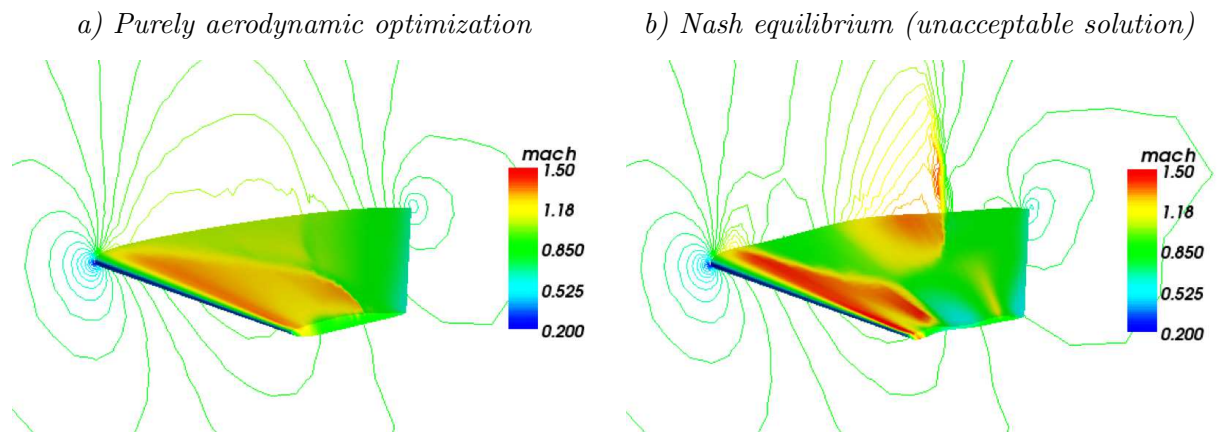 a) Purely aerodynamic optimization
b) Nash equilibrium (unacceptable solution)
mach
1.50
1.18
0.850
0.525
0.200
mach
1.50
1.18
0.850
0.525
0.200